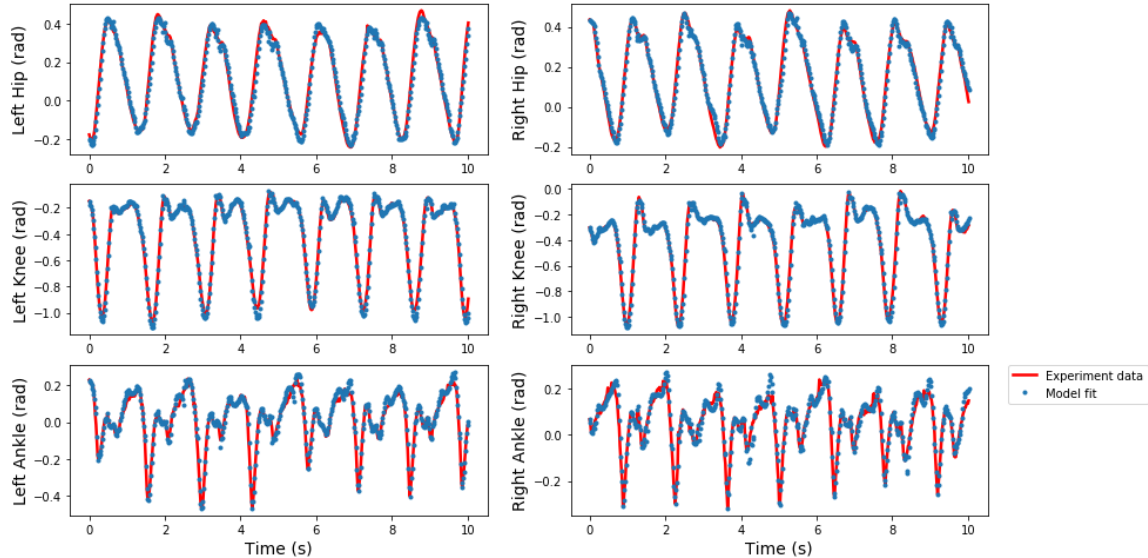 Left Hip (rad)
0.4
0.2
0.0
−0.2
0 2 4 6 8 10
Right Hip (rad)
0.4
0.2
0.0
−0.2
0 2 4 6 8 10
Left Knee (rad)
−0.2
−0.4
−0.6
−0.8
−1.0
0 2 4 6 8 10
Right Knee (rad)
0.0
−0.2
−0.4
−0.6
−0.8
−1.0
0 2 4 6 8 10
Left Ankle (rad)
0.2
0.0
−0.2
−0.4
0 2 4 6 8 10
Time (s)
Right Ankle (rad)
0.2
0.0
−0.2
0 2 4 6 8 10
Time (s)
Experiment data
Model fit